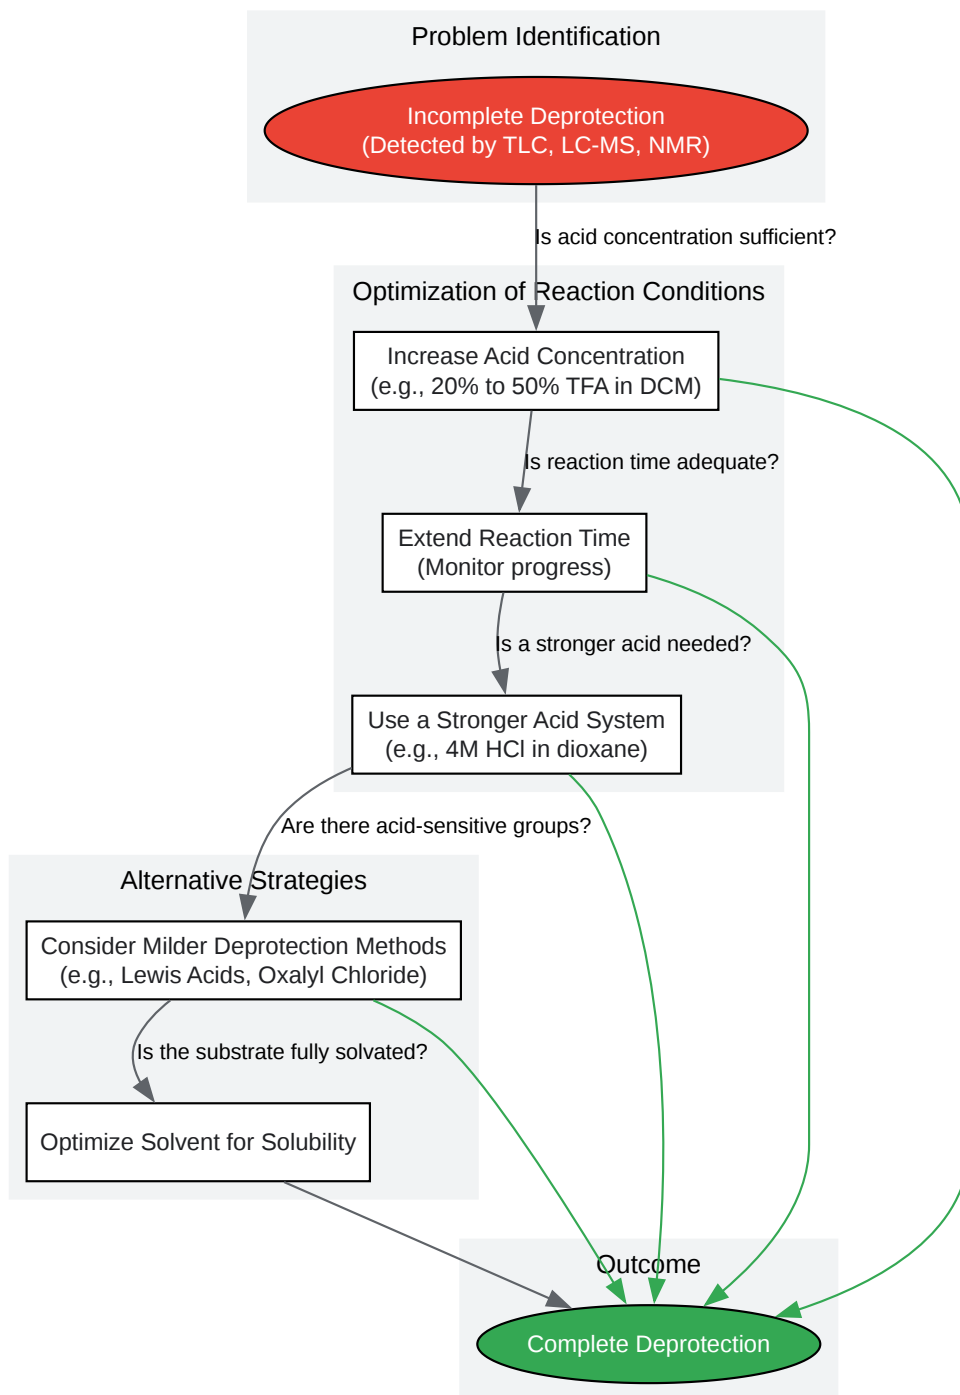 Problem Identification
Incomplete Deprotection
(Detected by TLC, LC-MS, NMR)
Is acid concentration sufficient?
Optimization of Reaction Conditions
Increase Acid Concentration
(e.g., 20% to 50% TFA in DCM)
Is reaction time adequate?
Extend Reaction Time
(Monitor progress)
Is a stronger acid needed?
Use a Stronger Acid System
(e.g., 4M HCl in dioxane)
Are there acid-sensitive groups?
Alternative Strategies
Consider Milder Deprotection Methods
(e.g., Lewis Acids, Oxalyl Chloride)
Is the substrate fully solvated?
Optimize Solvent for Solubility
Outcome
Complete Deprotection